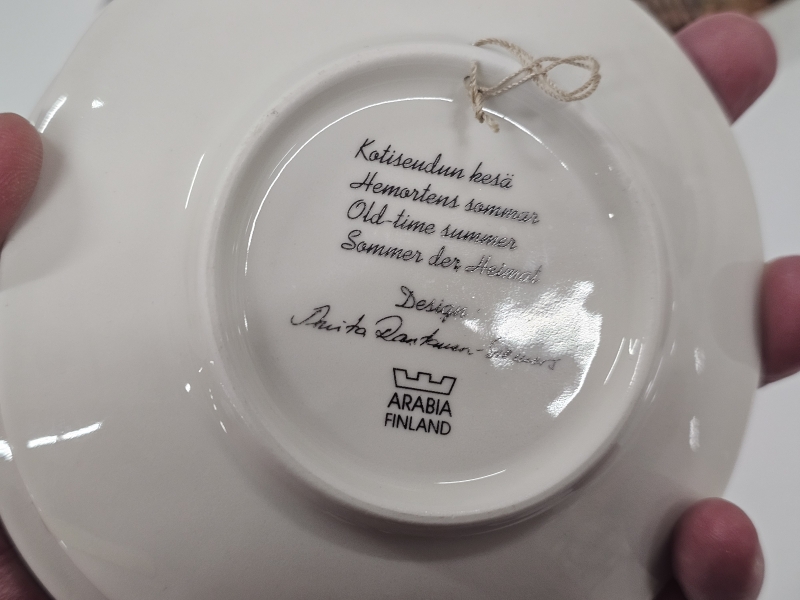 Kotiseudun kesä
Hemortens sommar
Old-time summer
Sommer der Heimat
Design
ARABIA
FINLAND